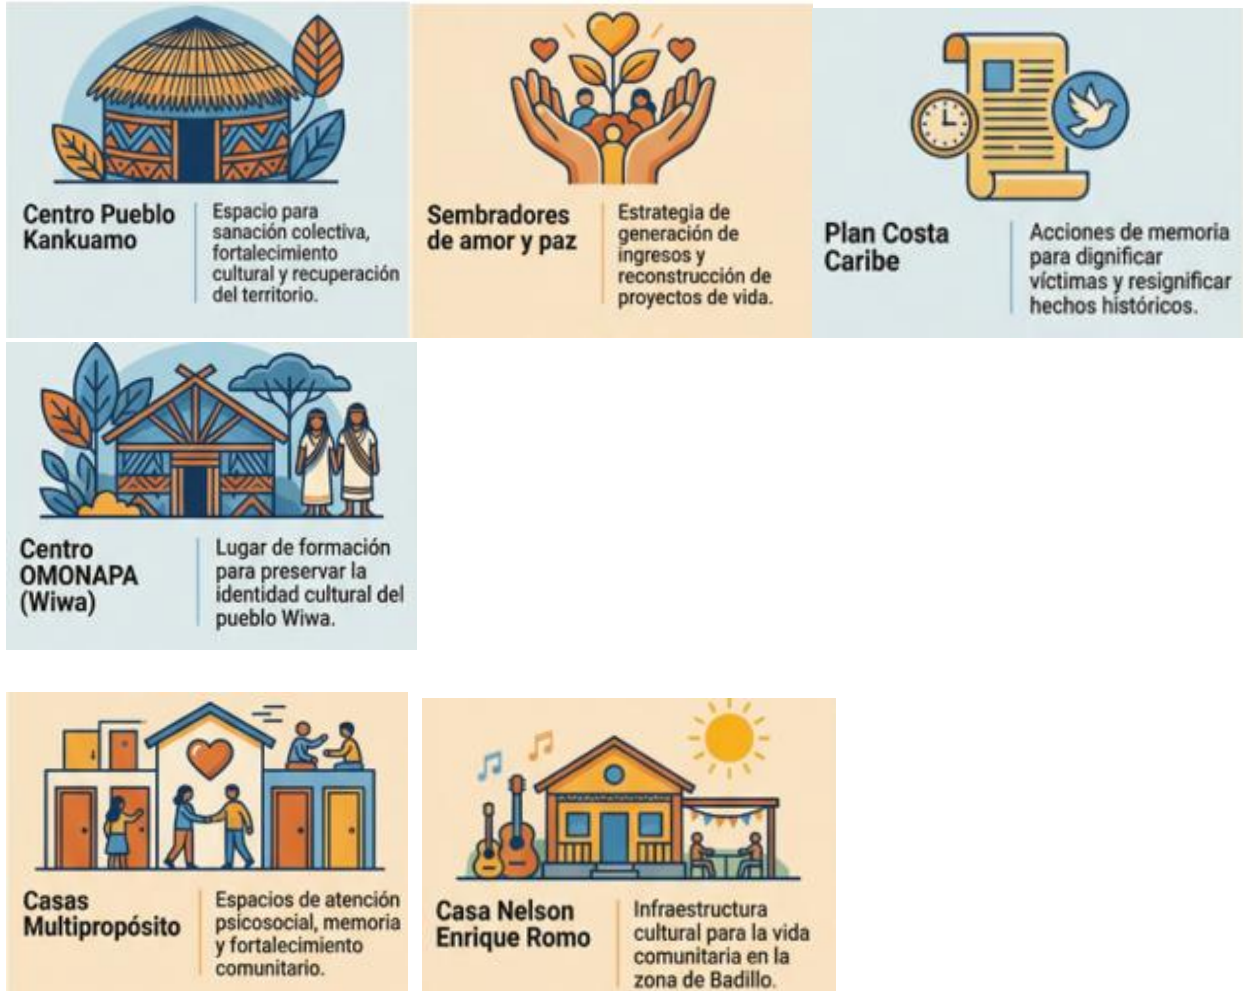 Centro Pueblo
Kankuamo
Espacio para
sanación colectiva,
fortalecimiento
cultural y recuperación
del territorio.
Sembradores
de amor y paz
Estrategia de
generación de
ingresos y
reconstrucción de
proyectos de vida.
Plan Costa
Caribe
Acciones de memoria
para dignificar
víctimas y resignificar
hechos históricos.
Centro
OMONAPA
(Wiwa)
Lugar de formación
para preservar la
identidad cultural del
pueblo Wiwa.
Casas
Multipropósito
Espacios de atención
psicosocial, memoria
y fortalecimiento
comunitario.
Casa Nelson
Enrique Romo
Infraestructura
cultural para la vida
comunitaria en la
zona de Badillo.